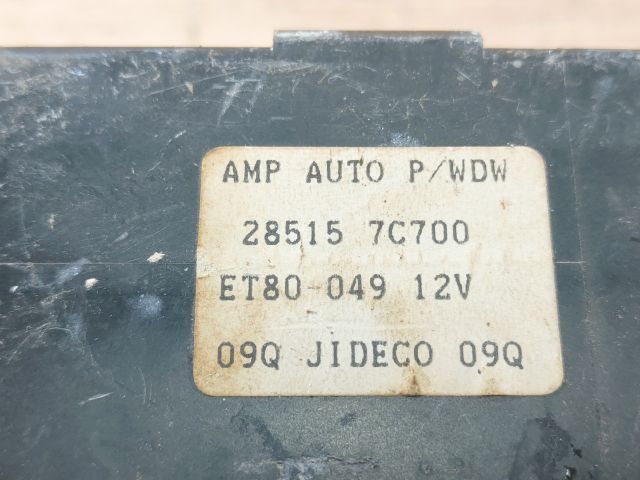 AMP AUTO P/WDW
28515 7C700
ET80-049 12V
09Q JIDECO 09Q